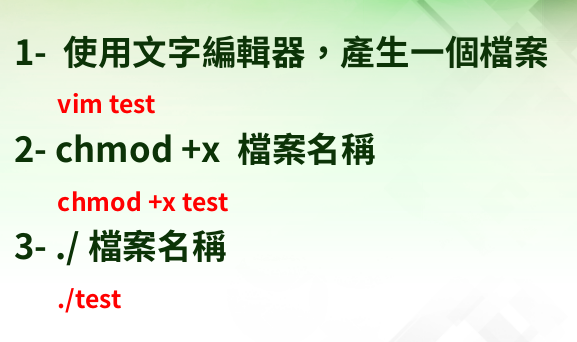 1- 使用文字編輯器，產生一個檔案
vim test
2- chmod +x 檔案名稱
chmod +x test
3- ./ 檔案名稱
./test